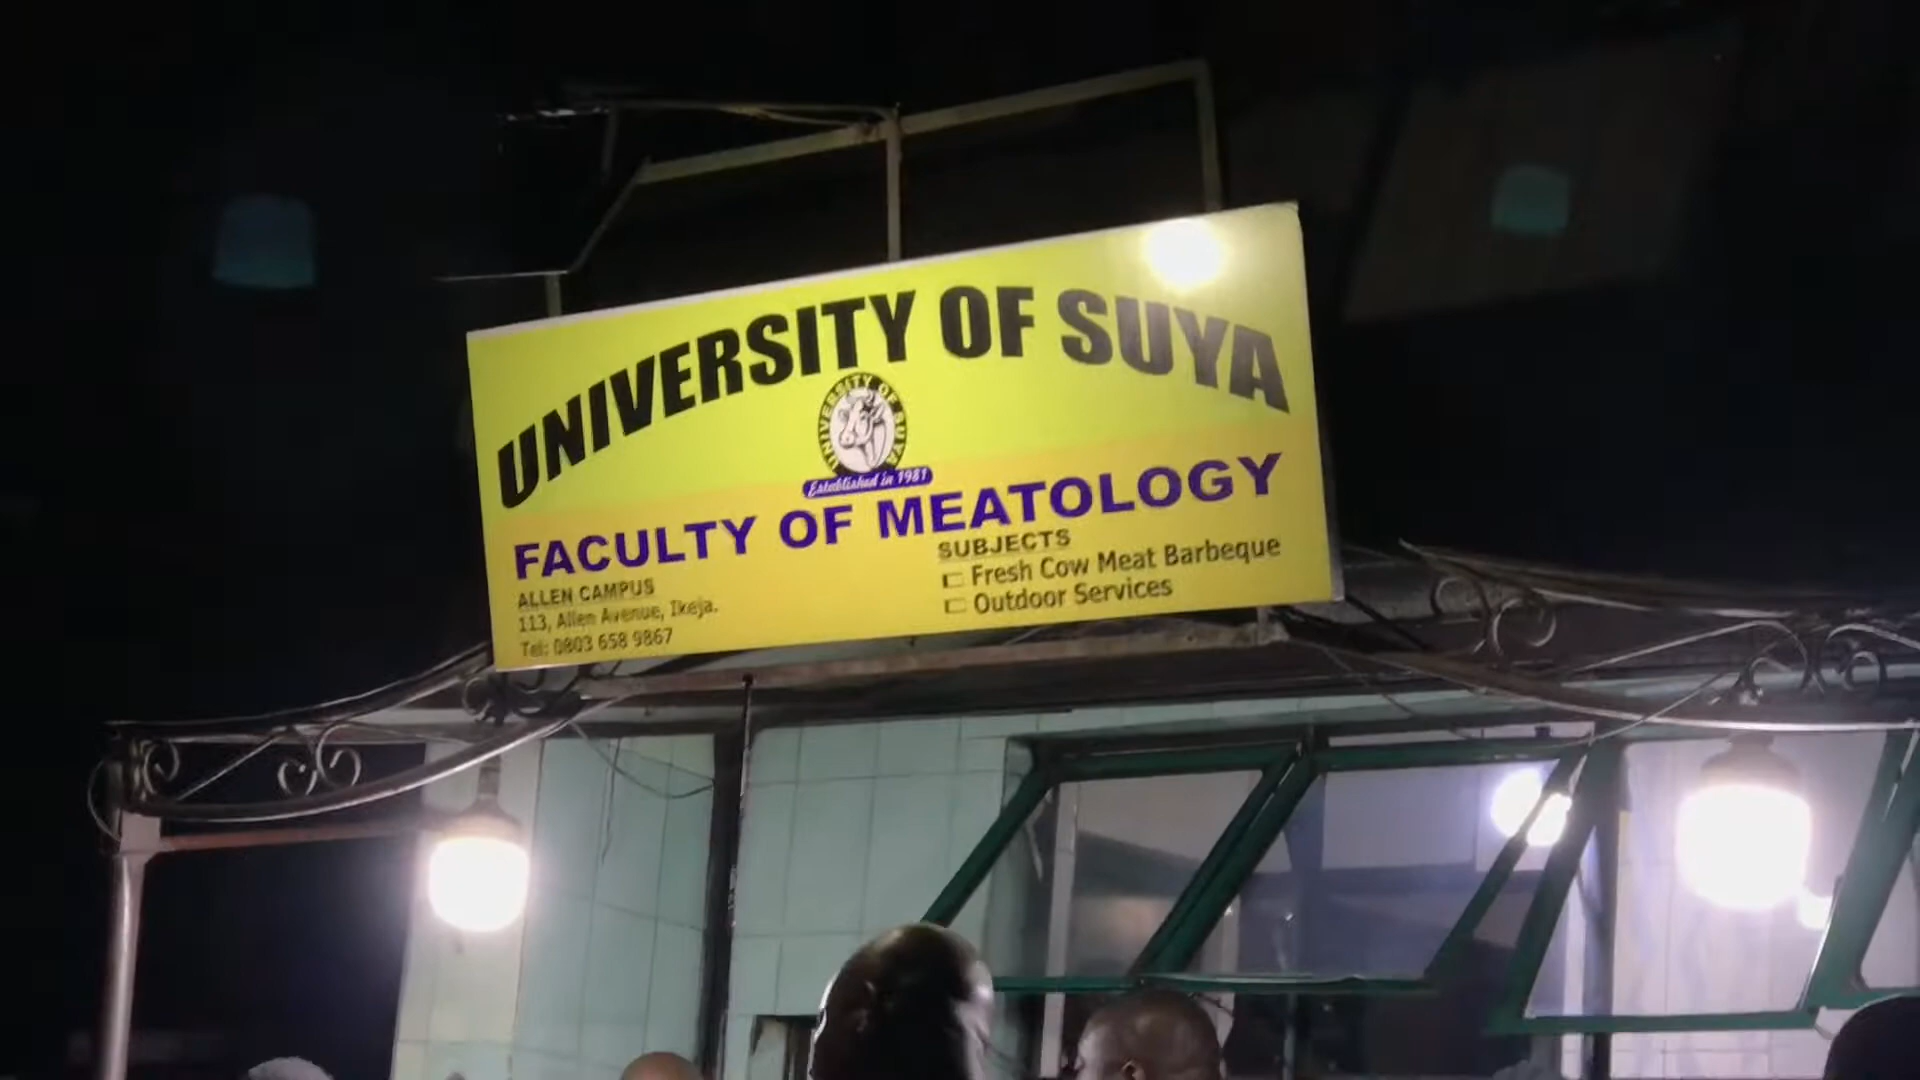 UNIVERSITY OF SUYA
UNIVERSITY OF SUYA
Established in 1981
FACULTY OF MEATOLOGY
ALLEN CAMPUS
113, Allen Avenue, Ikeja.
Tel: 0803 658 9867
SUBJECTS
Fresh Cow Meat Barbeque
Outdoor Services